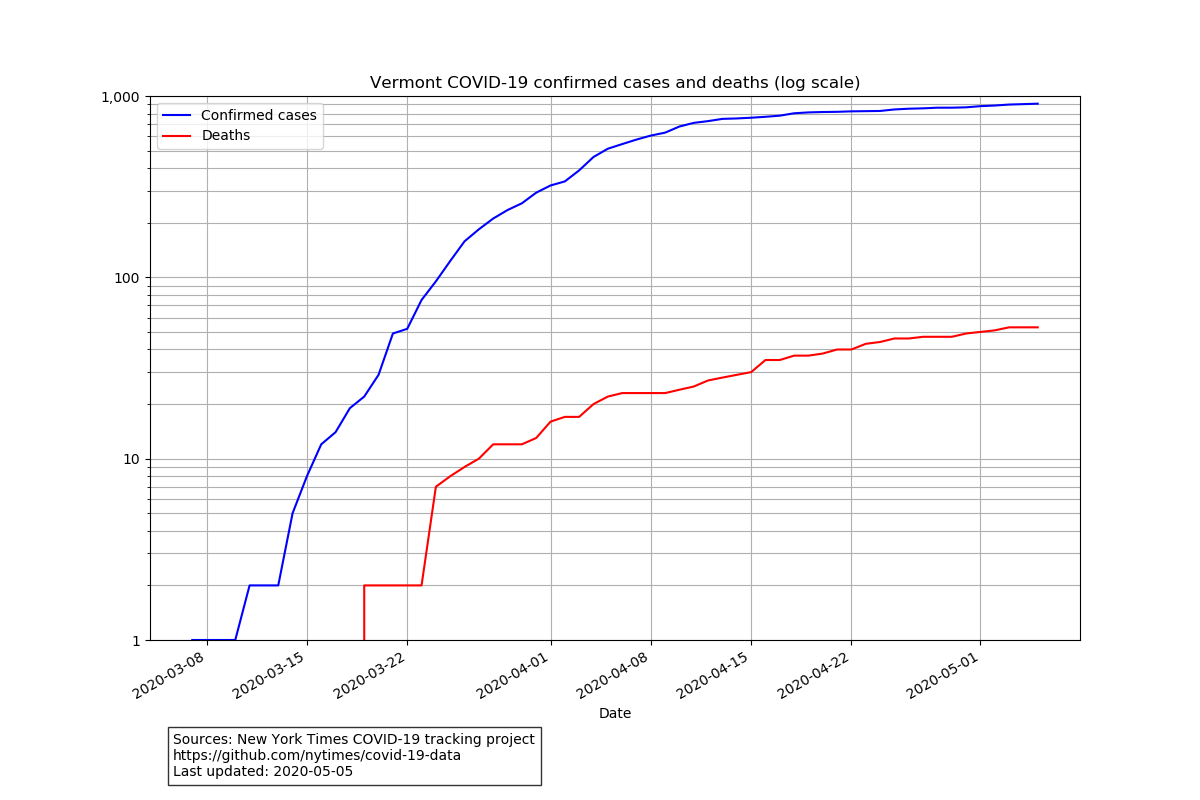 Vermont COVID-19 confirmed cases and deaths (log scale)
1,000
100
10
1
Confirmed cases
Deaths
2020-03-08
2020-03-15
2020-03-22
2020-04-01
2020-04-08
2020-04-15
2020-04-22
2020-05-01
Date
Sources: New York Times COVID-19 tracking project
https://github.com/nytimes/covid-19-data
Last updated: 2020-05-05